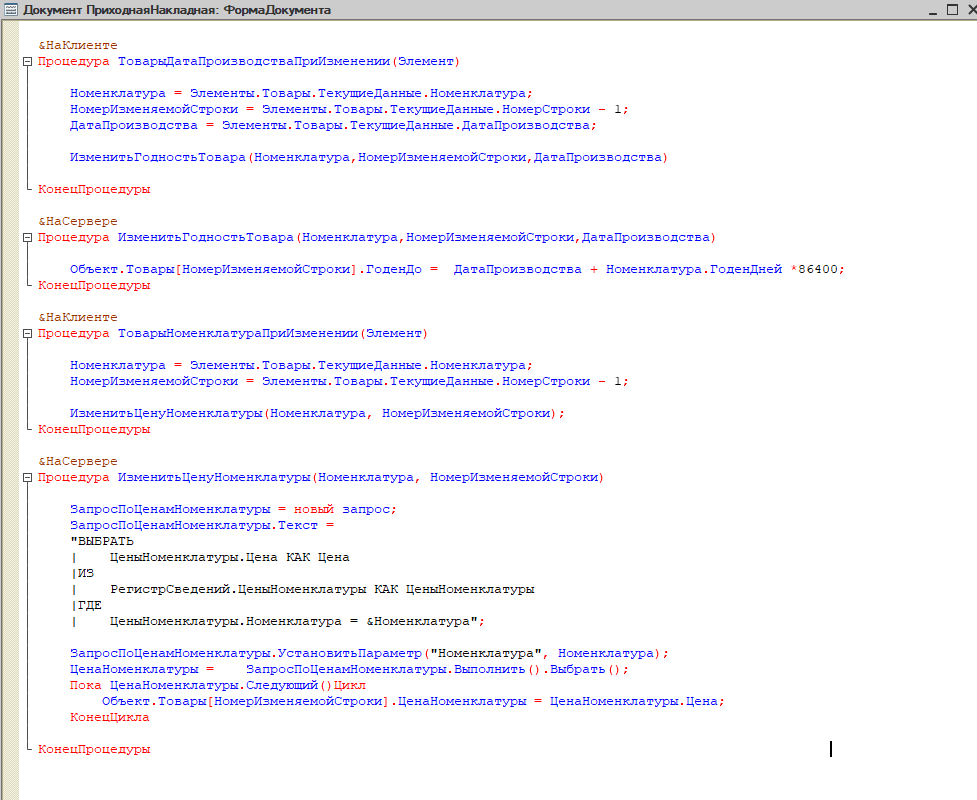 Документ ПриходнаяНакладная: ФормаДокумента
&НаКлиенте
Процедура ТоварыДатаПроизводстваПриИзменении(Элемент)
Номенклатура = Элементы.Товары.ТекущиеДанные.Номенклатура;
НомерИзменяемойСтроки = Элементы.Товары.ТекущиеДанные.НомерСтроки - 1;
ДатаПроизводства = Элементы.Товары.ТекущиеДанные.ДатаПроизводства;
ИзменитьГодностьТовара(Номенклатура,НомерИзменяемойСтроки,ДатаПроизводства)
КонецПроцедуры
&НаСервере
Процедура ИзменитьГодностьТовара(Номенклатура,НомерИзменяемойСтроки,ДатаПроизводства)
Объект.Товары[НомерИзменяемойСтроки].ГоденДо =  ДатаПроизводства + Номенклатура.ГоденДней *86400;
КонецПроцедуры
&НаКлиенте
Процедура ТоварыНоменклатураПриИзменении(Элемент)
Номенклатура = Элементы.Товары.ТекущиеДанные.Номенклатура;
НомерИзменяемойСтроки = Элементы.Товары.ТекущиеДанные.НомерСтроки - 1;
ИзменитьЦенуНоменклатуры(Номенклатура, НомерИзменяемойСтроки);
КонецПроцедуры
&НаСервере
Процедура ИзменитьЦенуНоменклатуры(Номенклатура, НомерИзменяемойСтроки)
ЗапросПоЦенамНоменклатуры = новый запрос;
ЗапросПоЦенамНоменклатуры.Текст =
"ВЫБРАТЬ
|    ЦеныНоменклатуры.Цена КАК Цена
|ИЗ
|    РегистрСведений.ЦеныНоменклатуры КАК ЦеныНоменклатуры
|ГДЕ
|    ЦеныНоменклатуры.Номенклатура = &Номенклатура";
ЗапросПоЦенамНоменклатуры.УстановитьПараметр("Номенклатура", Номенклатура);
ЦенаНоменклатуры =    ЗапросПоЦенамНоменклатуры.Выполнить().Выбрать();
Пока ЦенаНоменклатуры.Следующий()Цикл
Объект.Товары[НомерИзменяемойСтроки].ЦенаНоменклатуры = ЦенаНоменклатуры.Цена;
КонецЦикла
КонецПроцедуры